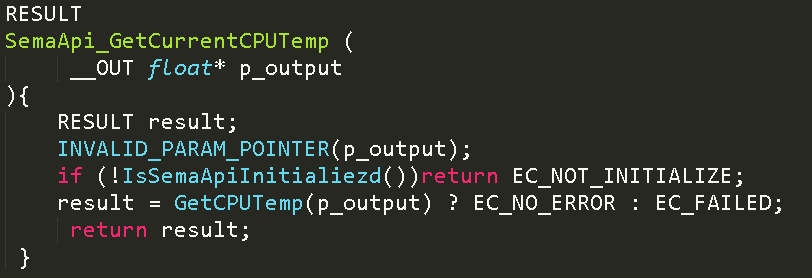 RESULT
SemaApi_GetCurrentCPUTemp (
__OUT float* p_output
){
RESULT result;
INVALID_PARAM_POINTER(p_output);
if (!IsSemaApiInitialiezd())return EC_NOT_INITIALIZE;
result = GetCPUTemp(p_output) ? EC_NO_ERROR : EC_FAILED;
return result;
}